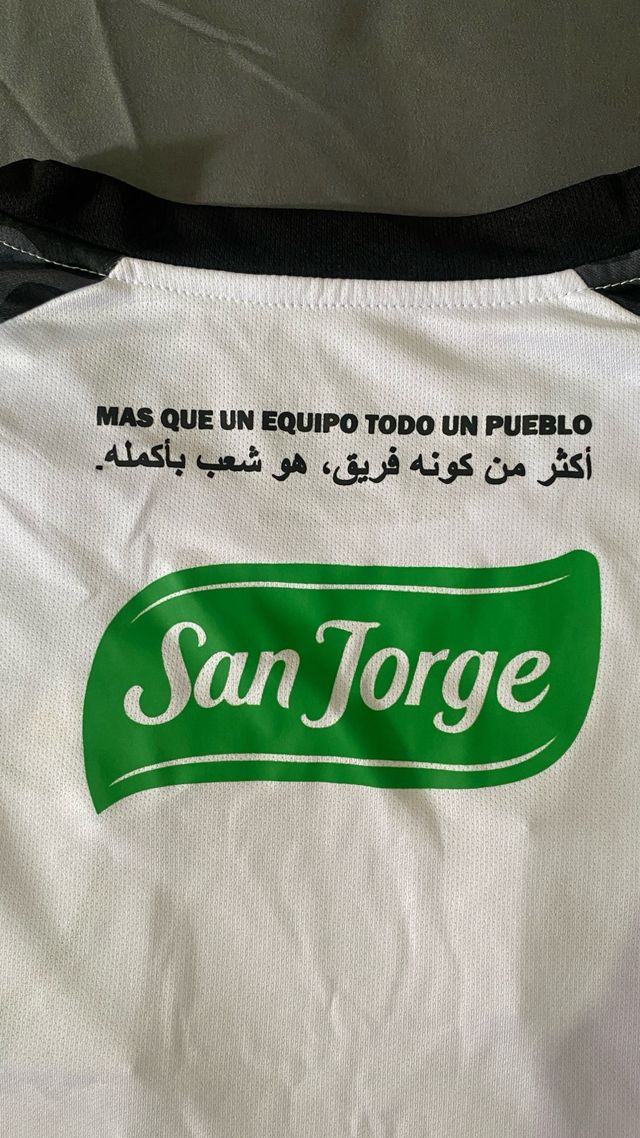 MAS QUE UN EQUIPO TODO UN PUEBLO
أكثر من كونه فريق، هو شعب بأكمله.
San Jorge